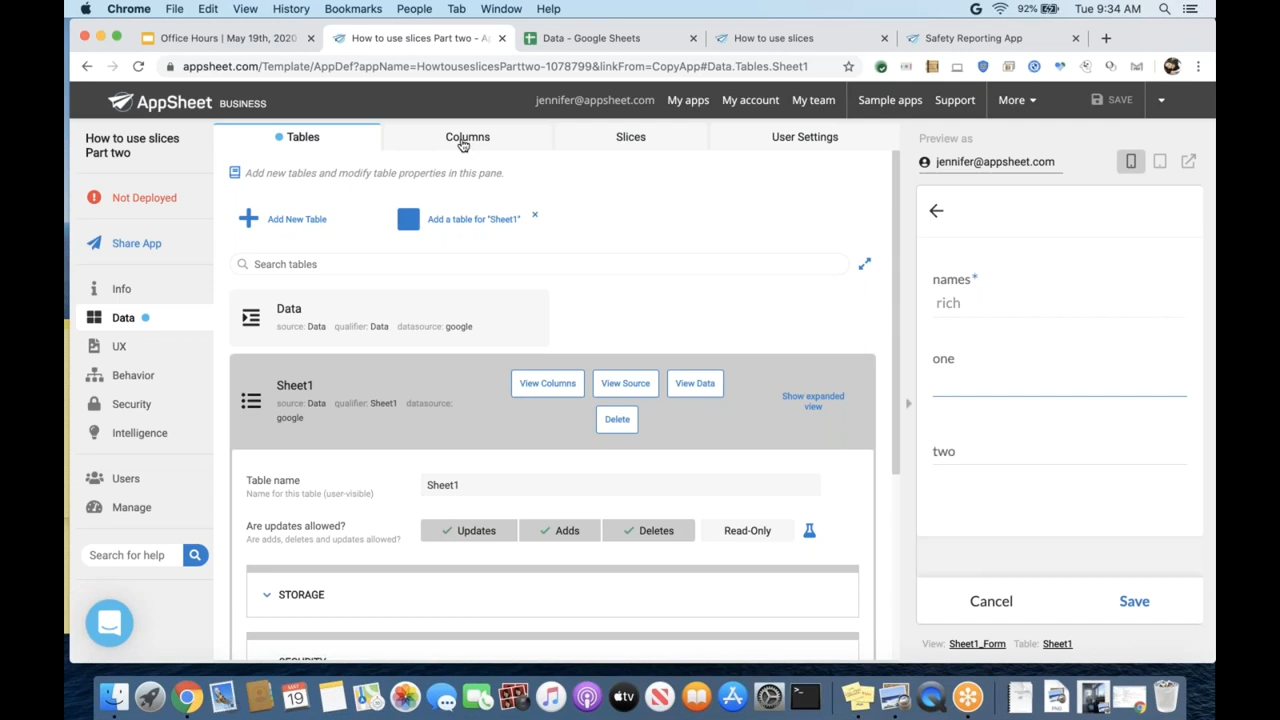 Chrome File Edit View History Bookmarks People Tab Window Help
92% Tue 9:34 AM
Office Hours | May 19th, 2020
How to use slices Part two - A
Data - Google Sheets
How to use slices
Safety Reporting App
appsheet.com/Template/AppDef?appName=HowtouseslicesParttwo-1078799&linkFrom=CopyApp#Data.Tables.Sheet1
AppSheet BUSINESS
jennifer@appsheet.com My apps My account My team Sample apps Support More SAVE
How to use slices
Part two
Not Deployed
Share App
Info
Data
UX
Behavior
Security
Intelligence
Users
Manage
Search for help
Tables Columns Slices User Settings
Add new tables and modify table properties in this pane.
Add New Table Add a table for "Sheet1"
Search tables
Data
source: Data qualifier: Data datasource: google
Sheet1
source: Data qualifier: Sheet1 datasource:
google
View Columns View Source View Data
Delete
Show expanded
view
Table name
Name for this table (user-visible)
Sheet1
Are updates allowed?
Are adds, deletes and updates allowed?
Updates Adds Deletes Read-Only
STORAGE
SECURITY
Preview as
jennifer@appsheet.com
names*
rich
one
two
Cancel Save
View: Sheet1_Form Table: Sheet1
MAY
19
tv